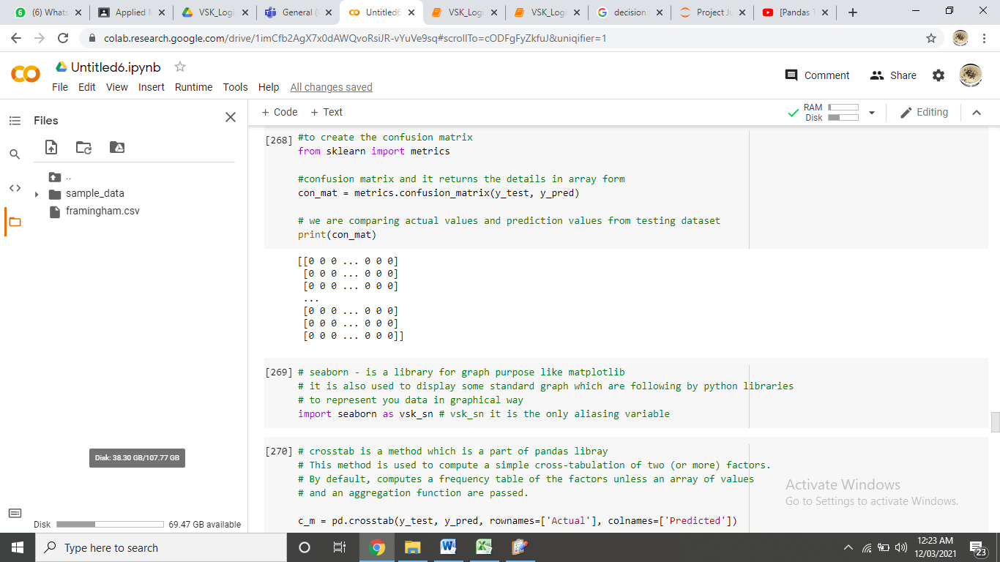 (6) Whats
Applied M
VSK_Logi
General (
Untitled6
VSK_Logi
VSK_Logi
decision
Project Ju
[Pandas T
colab.research.google.com/drive/1imCfb2AgX7x0dAWQvoRsiJR-vYuVe9sq#scrollTo=cODFgFyZkfuJ&uniqifier=1
Untitled6.ipynb
Comment
Share
File Edit View Insert Runtime Tools Help All changes saved
Files
+ Code + Text
RAM
Disk
Editing
..
sample_data
framingham.csv
[268] #to create the confusion matrix
from sklearn import metrics
#confusion matrix and it returns the details in array form
con_mat = metrics.confusion_matrix(y_test, y_pred)
# we are comparing actual values and prediction values from testing dataset
print(con_mat)
[[0 0 0 ... 0 0 0]
[0 0 0 ... 0 0 0]
[0 0 0 ... 0 0 0]
...
[0 0 0 ... 0 0 0]
[0 0 0 ... 0 0 0]
[0 0 0 ... 0 0 0]]
[269] # seaborn - is a library for graph purpose like matplotlib
# it is also used to display some standard graph which are following by python libraries
# to represent you data in graphical way
import seaborn as vsk_sn # vsk_sn it is the only aliasing variable
[270] # crosstab is a method which is a part of pandas libray
# This method is used to compute a simple cross-tabulation of two (or more) factors.
# By default, computes a frequency table of the factors unless an array of values
# and an aggregation function are passed.
c_m = pd.crosstab(y_test, y_pred, rownames=['Actual'], colnames=['Predicted'])
Disk: 38.30 GB/107.77 GB
Disk 69.47 GB available
Activate Windows
Go to Settings to activate Windows.
Type here to search
12:23 AM
12/03/2021
23